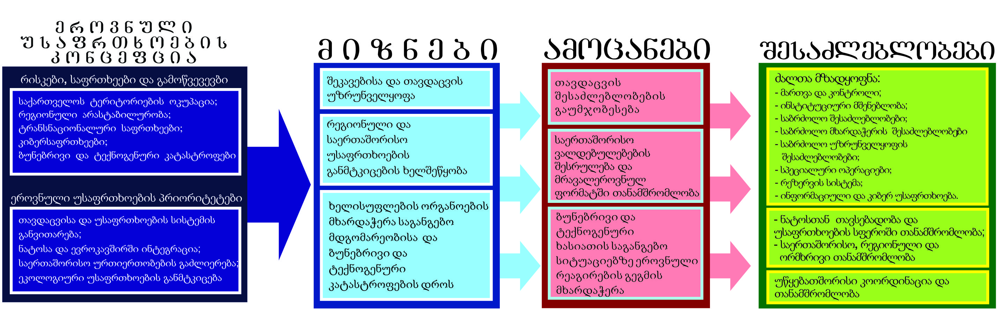 ეროვნული
უსაფრთხოების
კონცეფცია
რისკები, საფრთხეები და გამოწვევევბი
საქართველოს ტერიტორიების ოკუპაცია;
რეგიონული არასტაბილურობა;
ტრანსნაციონალური საფრთხეები;
კიბერსაფრთხეები;
ბუნებრივი და ტექნოგენური კატასტროფები
ეროვნული უსაფრთხოების პრიორიტეტები
თავდაცვისა და უსაფრთხოების სისტემის
განვითარება;
ნატოსა და ევროკავშირში ინტეგრაცია;
საერთაშორისო ურთიერთობების გაძლიერება;
ეკოლოგიური უსაფრთხოების განმტკიცება
მიზნები
შეკავებისა და თავდაცვის
უზრუნველყოფა
რეგიონული და
საერთაშორისო
უსაფრთხოების
განმტკიცების ხელშეწყობა
ხელისუფლების ორგანოების
მხარდაჭერა საგანგებო
მდგომარეობისა და
ბუნებრივი და
ტექნოგენური
კატასტროფების დროს
ამოცანები
თავდაცვის
შესაძლებლობების
გაუმჯობესება
საერთაშორისო
ვალდებულებების
შესრულება და
მრავალეროვნულ
ფორმატში თანამშრომლობა
ბუნებრივი და
ტექნოგენური
ხასიათის საგანგებო
სიტუაციებზე ეროვნული
რეაგირების გეგმის
მხარდაჭერა
შესაძლებლობები
ძალთა მზადყოფნა:
- მართვა და კონტროლი;
- ინსტიტუციური მშენებლობა;
- საბრძოლო შესაძლებლობები;
- საბრძოლო მხარდაჭერის შესაძლებლობები
- საბრძოლო უზრუნველყოფის
შესაძლებლობები;
- სპეციალური ოპერაციები;
- რეზერვის სისტემა;
- ინფორმაციული და კიბერ უსაფრთხოება.
- ნატოსთან თავსებადობა და
უსაფრთხოების სფეროში თანამშრომლობა;
- საერთაშორისო, რეგიონული და
ორმხრივი თანამშრომლობა
უწყებათშორისი კოორდინაცია და
თანამშრომლობა